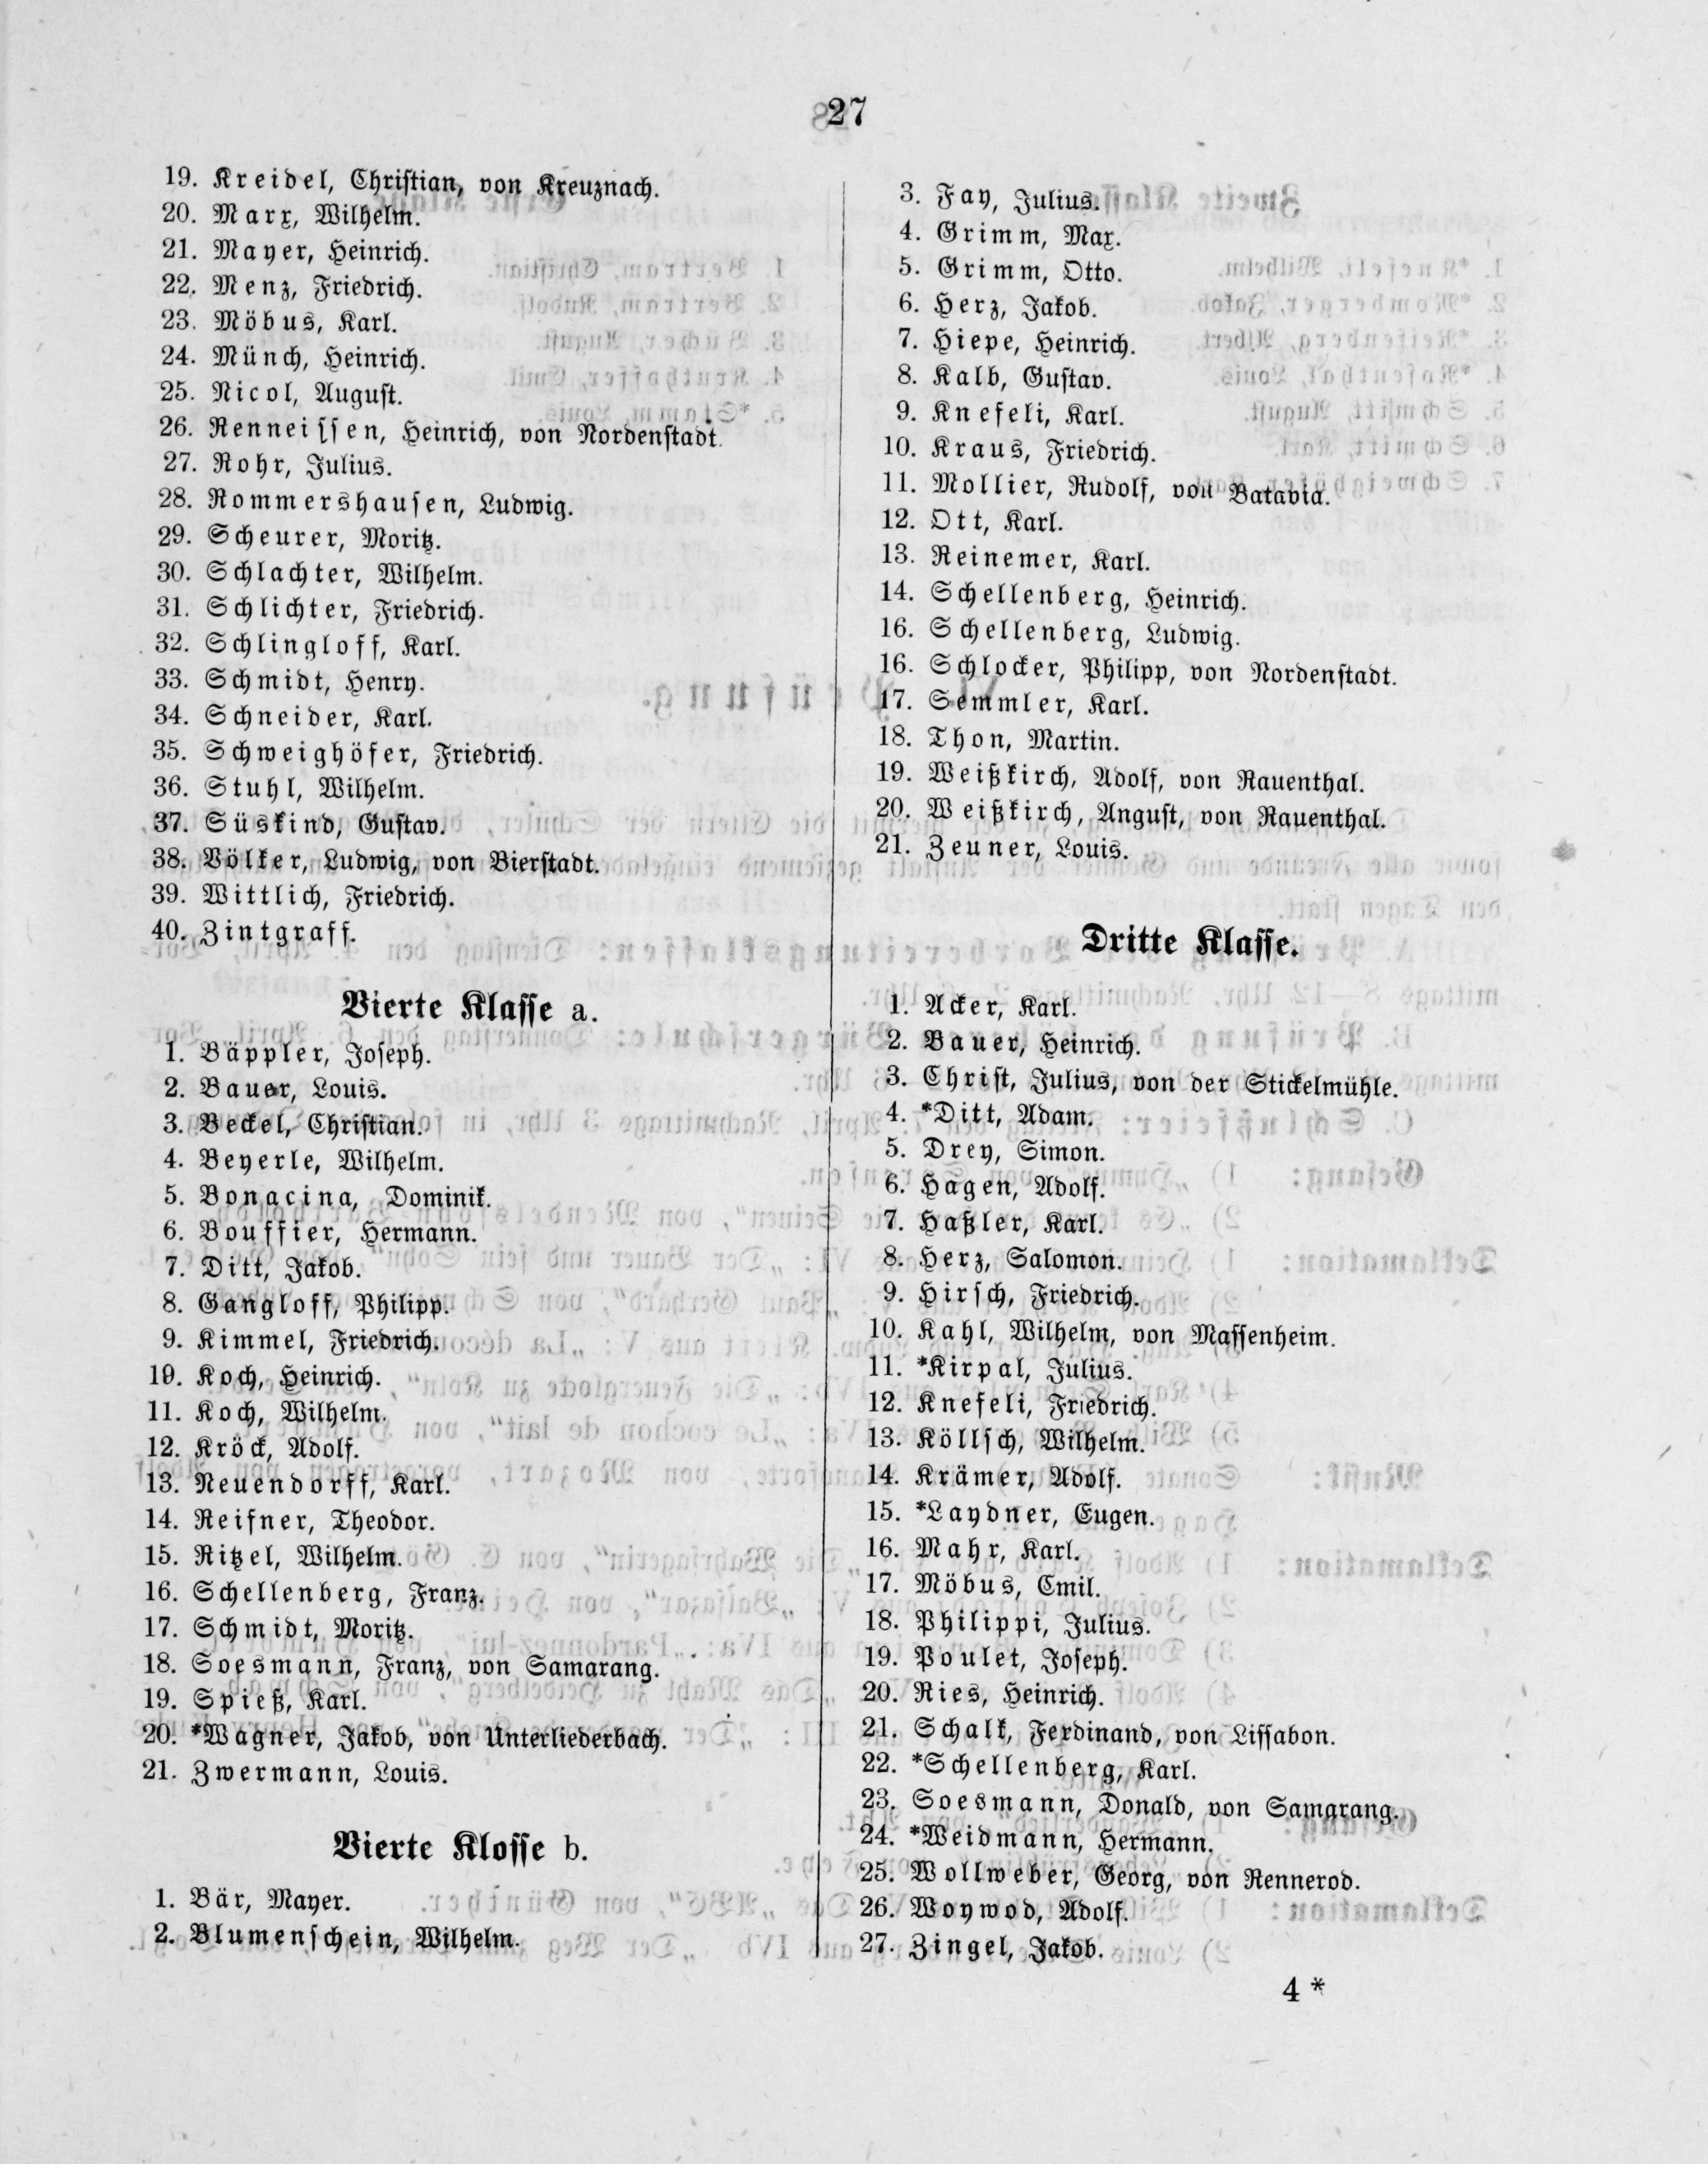 27
19. Kreidel, Christian, von Kreuznach.
20. Marx, Wilhelm.
21. Mayer, Heinrich.
22. Menz, Friedrich.
23. Möbus, Karl.
24. Münch, Heinrich.
25. Nicol, August.
26. Renneissen, Heinrich, von Nordenstadt.
27. Rohr, Julius.
28. Rommershausen, Ludwig.
29. Scheurer, Moritz.
30. Schlachter, Wilhelm.
31. Schlichter, Friedrich.
32. Schlingloff, Karl.
33. Schmidt, Henry.
34. Schneider, Karl.
35. Schweighöfer, Friedrich.
36. Stuhl, Wilhelm.
37. Süskind, Gustav.
38. Völker, Ludwig, von Bierstadt.
39. Wittlich, Friedrich.
40. Zintgraff.
Vierte Klasse a.
1. Bäppler, Joseph.
2. Bauer, Louis.
3. Beckel, Christian.
4. Beyerle, Wilhelm.
5. Bonacina, Dominik.
6. Bouffier, Hermann.
7. Ditt, Jakob.
8. Gangloff, Philipp.
9. Kimmel, Friedrich.
10. Koch, Heinrich.
11. Koch, Wilhelm.
12. Kröck, Adolf.
13. Neuendorff, Karl.
14. Reifner, Theodor.
15. Ritzel, Wilhelm.
16. Schellenberg, Franz.
17. Schmidt, Moritz.
18. Soesmann, Franz, von Samarang.
19. Spieß, Karl.
20. *Wagner, Jakob, von Unterliederbach.
21. Zwermann, Louis.
Vierte Klosse b.
1. Bär, Mayer.
2. Blumenschein, Wilhelm.
3. Fay, Julius.
4. Grimm, Max.
5. Grimm, Otto.
6. Herz, Jakob.
7. Hiepe, Heinrich.
8. Kalb, Gustav.
9. Knefeli, Karl.
10. Kraus, Friedrich.
11. Mollier, Rudolf, von Batavia.
12. Ott, Karl.
13. Reinemer, Karl.
14. Schellenberg, Heinrich.
16. Schellenberg, Ludwig.
16. Schlocker, Philipp, von Nordenstadt.
17. Semmler, Karl.
18. Thon, Martin.
19. Weißkirch, Adolf, von Rauenthal.
20. Weißkirch, Angust, von Rauenthal.
21. Zeuner, Louis.
Dritte Klasse.
1. Acker, Karl.
2. Bauer, Heinrich.
3. Christ, Julius, von der Stickelmühle.
4. *Ditt, Adam.
5. Drey, Simon.
6. Hagen, Adolf.
7. Haßler, Karl.
8. Herz, Salomon.
9. Hirsch, Friedrich.
10. Kahl, Wilhelm, von Massenheim.
11. *Kirpal, Julius.
12. Knefeli, Friedrich.
13. Köllsch, Wilhelm.
14. Krämer, Adolf.
15. *Laydner, Eugen.
16. Mahr, Karl.
17. Möbus, Emil.
18. Philippi, Julius.
19. Poulet, Joseph.
20. Ries, Heinrich.
21. Schalk, Ferdinand, von Lissabon.
22. *Schellenberg, Karl.
23. Soesmann, Donald, von Samarang.
24. *Weidmann, Hermann.
25. Wollweber, Georg, von Rennerod.
26. Woywod, Adolf.
27. Zingel, Jakob.
4*